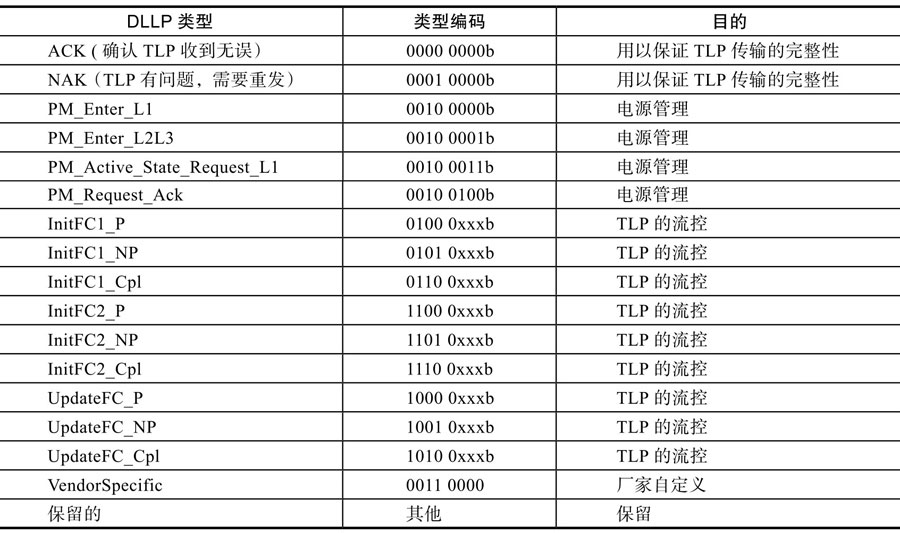 DLLP 类型 类型编码 目的
ACK ( 确认 TLP 收到无误） 0000 0000b 用以保证 TLP 传输的完整性
NAK（TLP 有问题，需要重发） 0001 0000b 用以保证 TLP 传输的完整性
PM_Enter_L1 0010 0000b 电源管理
PM_Enter_L2L3 0010 0001b 电源管理
PM_Active_State_Request_L1 0010 0011b 电源管理
PM_Request_Ack 0010 0100b 电源管理
InitFC1_P 0100 0xxxb TLP 的流控
InitFC1_NP 0101 0xxxb TLP 的流控
InitFC1_Cpl 0110 0xxxb TLP 的流控
InitFC2_P 1100 0xxxb TLP 的流控
InitFC2_NP 1101 0xxxb TLP 的流控
InitFC2_Cpl 1110 0xxxb TLP 的流控
UpdateFC_P 1000 0xxxb TLP 的流控
UpdateFC_NP 1001 0xxxb TLP 的流控
UpdateFC_Cpl 1010 0xxxb TLP 的流控
VendorSpecific 0011 0000 厂家自定义
保留的 其他 保留